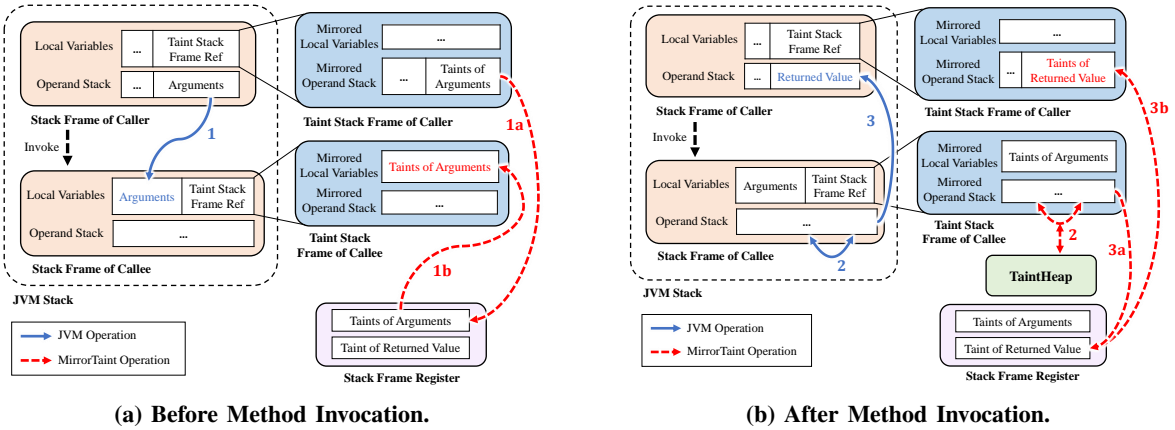 Local Variables
...
Taint Stack
Frame Ref
Operand Stack
...
Arguments
Stack Frame of Caller
Mirrored
Local Variables
...
Mirrored
Operand Stack
...
Taints of
Arguments
Taint Stack Frame of Caller
1
1a
Invoke
Local Variables
Arguments
Taint Stack
Frame Ref
Operand Stack
...
Stack Frame of Callee
Mirrored
Local Variables
Taints of Arguments
Mirrored
Operand Stack
...
Taint Stack
Frame of Callee
1b
JVM Stack
JVM Operation
MirrorTaint Operation
Taints of Arguments
Taint of Returned Value
Stack Frame Register
(a) Before Method Invocation.
Local Variables
...
Taint Stack
Frame Ref
Operand Stack
...
Returned Value
Stack Frame of Caller
Mirrored
Local Variables
...
Mirrored
Operand Stack
...
Taints of
Returned Value
Taint Stack Frame of Caller
3
3b
Invoke
Local Variables
Arguments
Taint Stack
Frame Ref
Operand Stack
...
2
Stack Frame of Callee
Mirrored
Local Variables
Taints of Arguments
Mirrored
Operand Stack
...
Taint Stack
Frame of Callee
2
3a
TaintHeap
JVM Stack
JVM Operation
MirrorTaint Operation
Taints of Arguments
Taint of Returned Value
Stack Frame Register
(b) After Method Invocation.